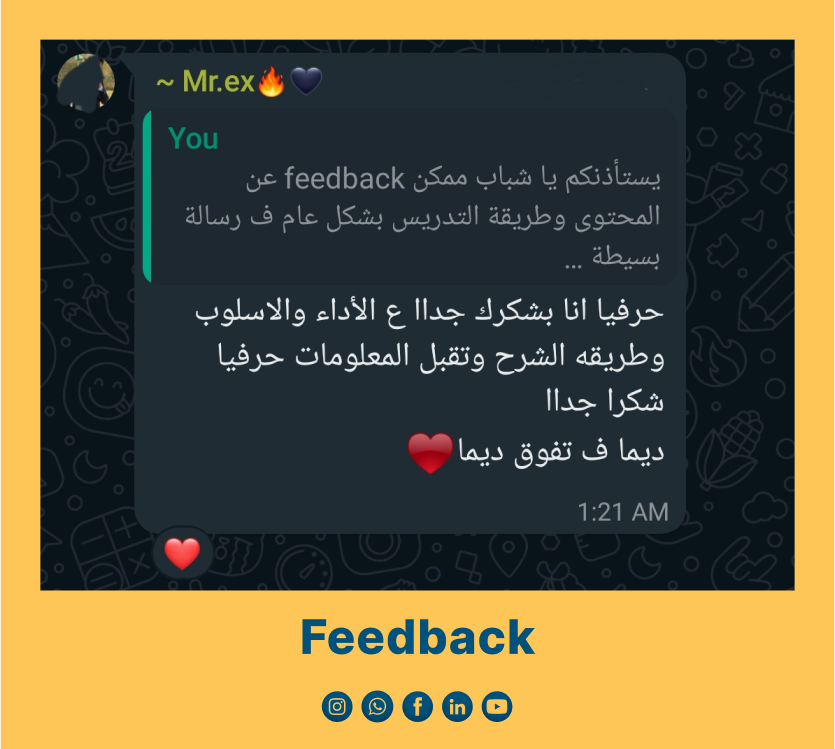 ~ Mr.ex🔥🖤
You
يستأذنكم يا شباب ممكن feedback عن
المحتوى وطريقة التدريس بشكل عام ف رسالة
بسيطة ...
حرفيا انا بشكرك جداا ع الأداء والاسلوب
وطريقه الشرح وتقبل المعلومات حرفيا
شكرا جداا
ديما ف تفوق ديما❤
1:21 AM
❤️
Feedback